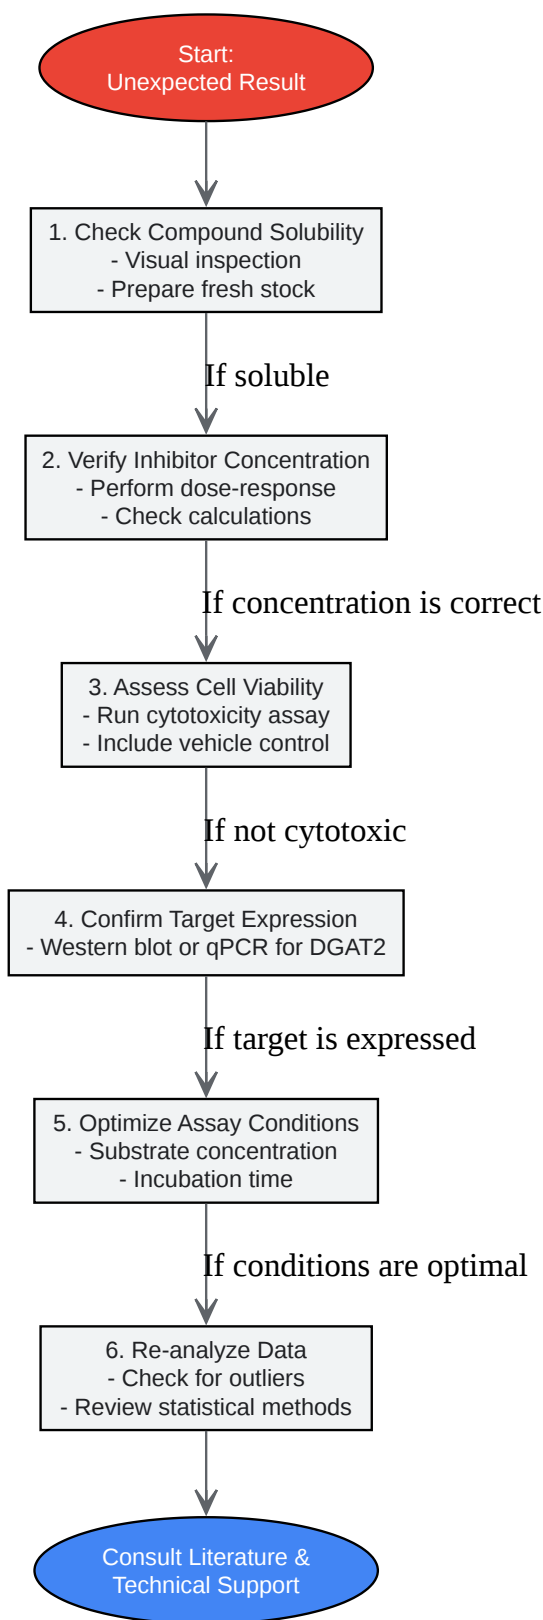 Start:
Unexpected Result
1. Check Compound Solubility
- Visual inspection
- Prepare fresh stock
If soluble
2. Verify Inhibitor Concentration
- Perform dose-response
- Check calculations
If concentration is correct
3. Assess Cell Viability
- Run cytotoxicity assay
- Include vehicle control
If not cytotoxic
4. Confirm Target Expression
- Western blot or qPCR for DGAT2
If target is expressed
5. Optimize Assay Conditions
- Substrate concentration
- Incubation time
If conditions are optimal
6. Re-analyze Data
- Check for outliers
- Review statistical methods
Consult Literature &
Technical Support